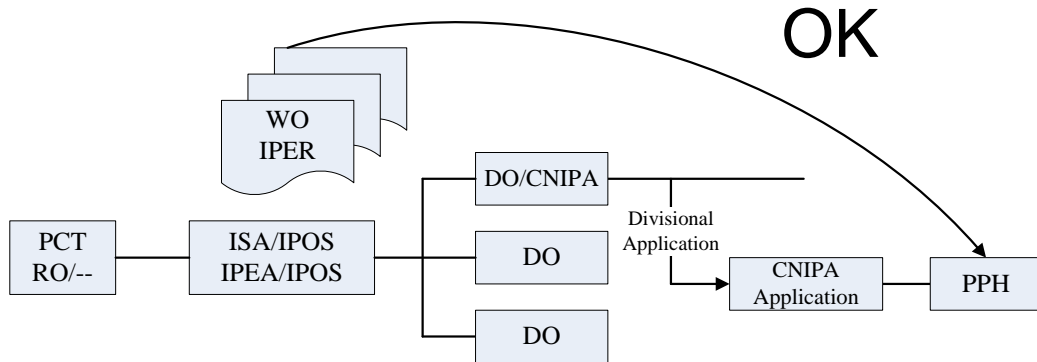 OK
WO
IPER
DO/CNIPA
Divisional
Application
PCT
RO/--
ISA/IPOS
IPEA/IPOS
DO
CNIPA
Application
PPH
DO